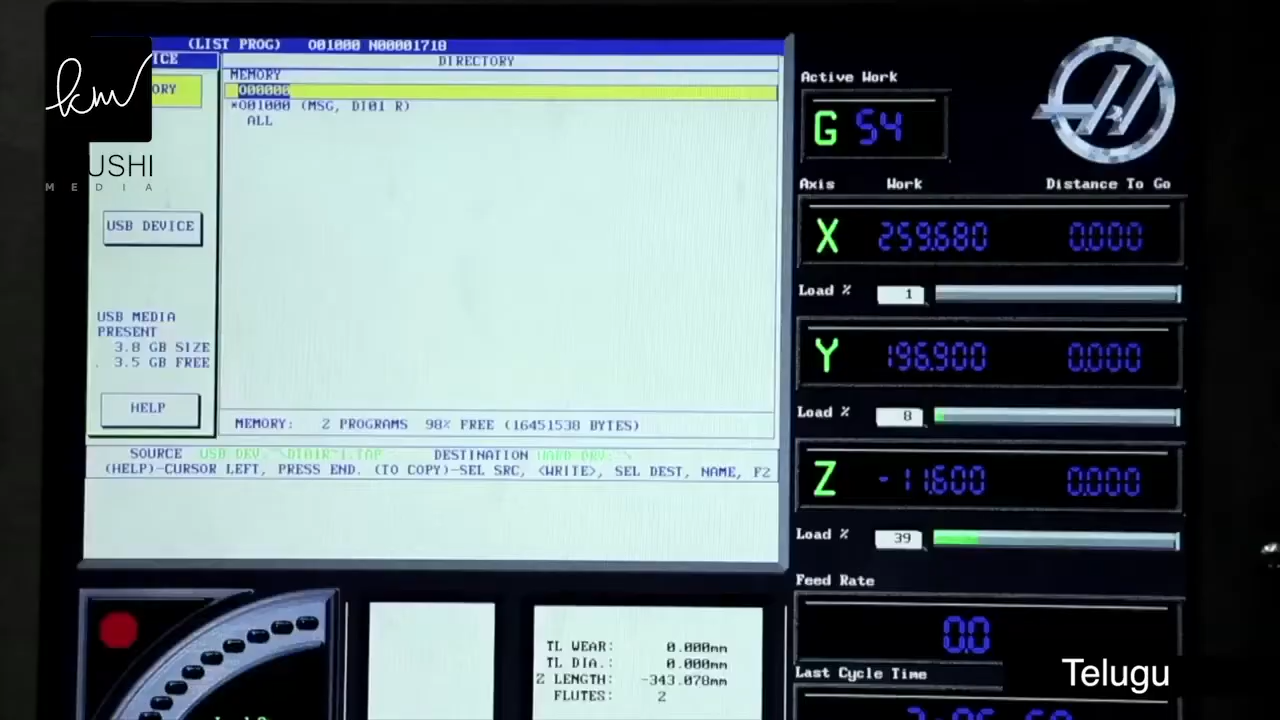 (LIST PROG) O01000 N00001718
DIRECTORY
MEMORY
O00000
*O01000 (MSG, DI01 R)
ALL
USHI
MEDIA
USB DEVICE
USB MEDIA
PRESENT
3.8 GB SIZE
3.5 GB FREE
HELP
MEMORY: 2 PROGRAMS 98% FREE (16451538 BYTES)
SOURCE USB DEV: DESTINATION HARD DRV:
(HELP)-CURSOR LEFT, PRESS END. (TO COPY)-SEL SRC, <WRITE>, SEL DEST, NAME, F2
Active Work
G 54
Axis Work Distance To Go
X 259.680 0.000
Load % 1
Y 196.900 0.000
Load % 8
Z -11.600 0.000
Load % 39
Feed Rate
0.0
Last Cycle Time
TL WEAR: 0.000mm
TL DIA.: 0.000mm
Z LENGTH: -343.078mm
FLUTES: 2
Telugu